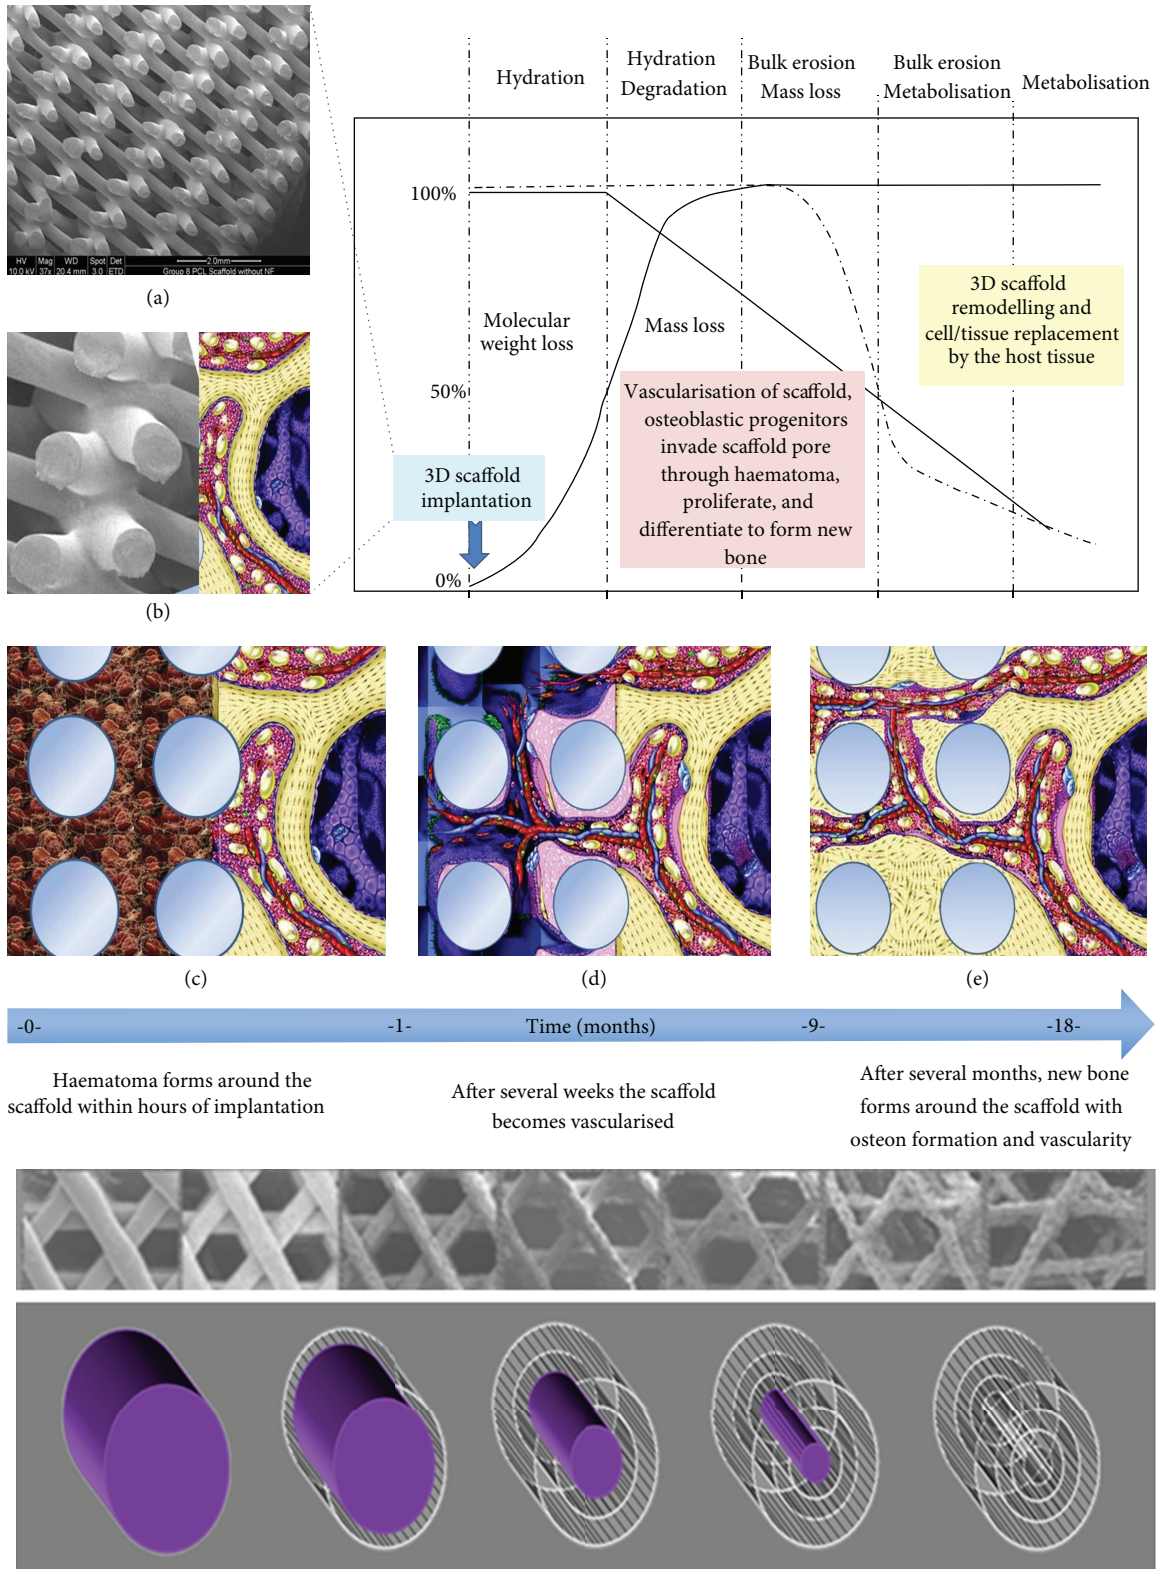 HV Mag WD Spot Det
10.0 kV 37x 20.4 mm 3.0 ETD
2.0mm
Group 8 PCL Scaffold without NF
(a)
(b)
Hydration
Hydration
Degradation
Bulk erosion
Mass loss
Bulk erosion
Metabolisation
Metabolisation
100%
50%
0%
Molecular
weight loss
Mass loss
3D scaffold
implantation
Vascularisation of scaffold,
osteoblastic progenitors
invade scaffold pore
through haematoma,
proliferate, and
differentiate to form new
bone
3D scaffold
remodelling and
cell/tissue replacement
by the host tissue
(c)
(d)
(e)
-0-
-1-
Time (months)
-9-
-18-
Haematoma forms around the
scaffold within hours of implantation
After several weeks the scaffold
becomes vascularised
After several months, new bone
forms around the scaffold with
osteon formation and vascularity